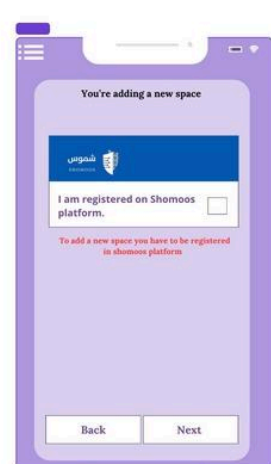 You're adding a new space
شموس
SHOMOOS
I am registered on Shomoos
platform.
To add a new space you have to be registered
in shomoos platform
Back
Next